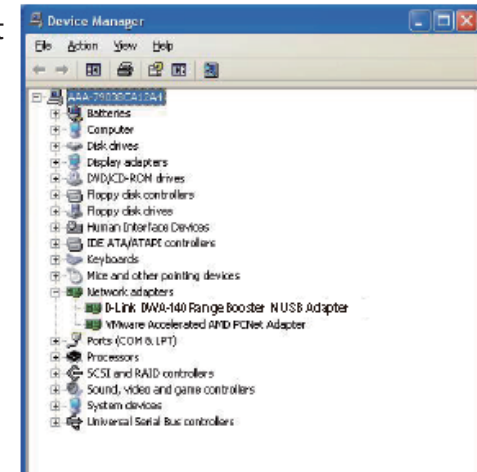 t
Device Manager
File Action View Help
Batteries
Computer
Disk drives
Display adapters
DVD/CD-ROM drives
Floppy disk controllers
Floppy disk drives
Human Interface Devices
IDE ATA/ATAPI controllers
Keyboards
Mice and other pointing devices
Network adapters
D-Link DWA-140 Range Booster N USB Adapter
VMware Accelerated AMD PCNet Adapter
Ports (COM & LPT)
Processors
SCSI and RAID controllers
Sound, video and game controllers
System devices
Universal Serial Bus controllers